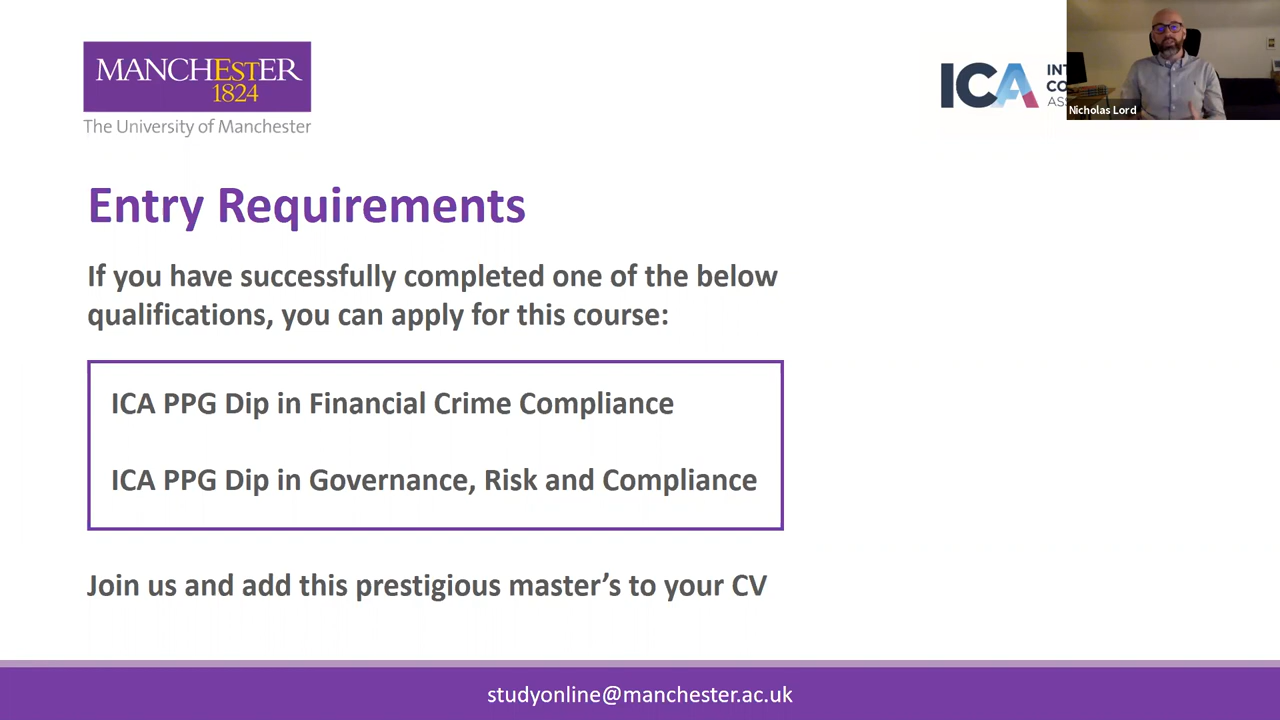 MANCHESTER
1824
The University of Manchester
ICA
Nicholas Lord
Entry Requirements
If you have successfully completed one of the below
qualifications, you can apply for this course:
ICA PPG Dip in Financial Crime Compliance
ICA PPG Dip in Governance, Risk and Compliance
Join us and add this prestigious master’s to your CV
studyonline@manchester.ac.uk